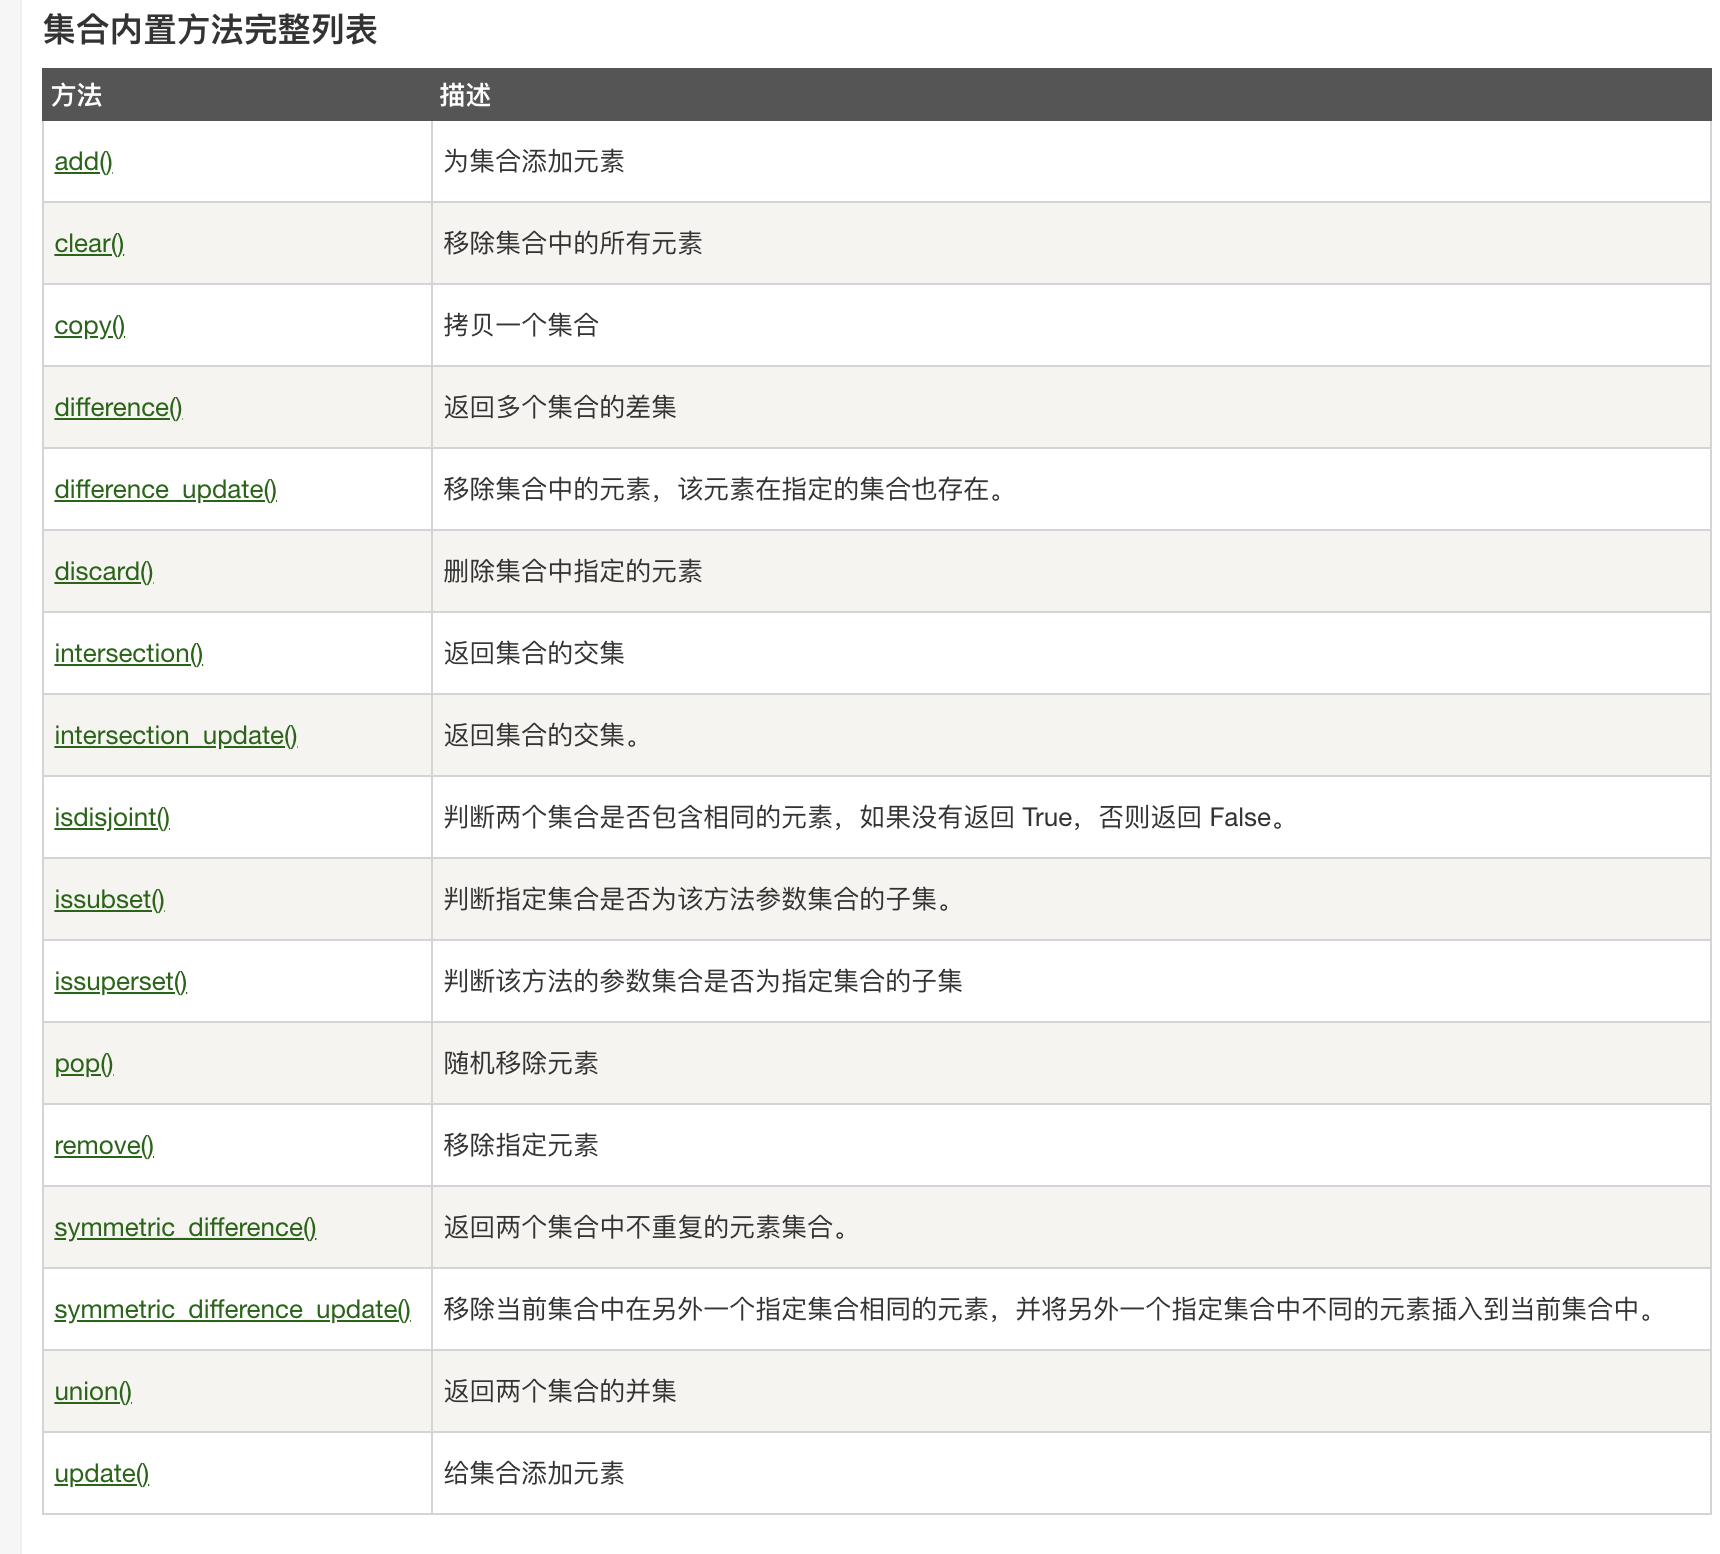 集合内置方法完整列表
方法 描述
add() 为集合添加元素
clear() 移除集合中的所有元素
copy() 拷贝一个集合
difference() 返回多个集合的差集
difference_update() 移除集合中的元素，该元素在指定的集合也存在。
discard() 删除集合中指定的元素
intersection() 返回集合的交集
intersection_update() 返回集合的交集。
isdisjoint() 判断两个集合是否包含相同的元素，如果没有返回 True，否则返回 False。
issubset() 判断指定集合是否为该方法参数集合的子集。
issuperset() 判断该方法的参数集合是否为指定集合的子集
pop() 随机移除元素
remove() 移除指定元素
symmetric_difference() 返回两个集合中不重复的元素集合。
symmetric_difference_update() 移除当前集合中在另外一个指定集合相同的元素，并将另外一个指定集合中不同的元素插入到当前集合中。
union() 返回两个集合的并集
update() 给集合添加元素